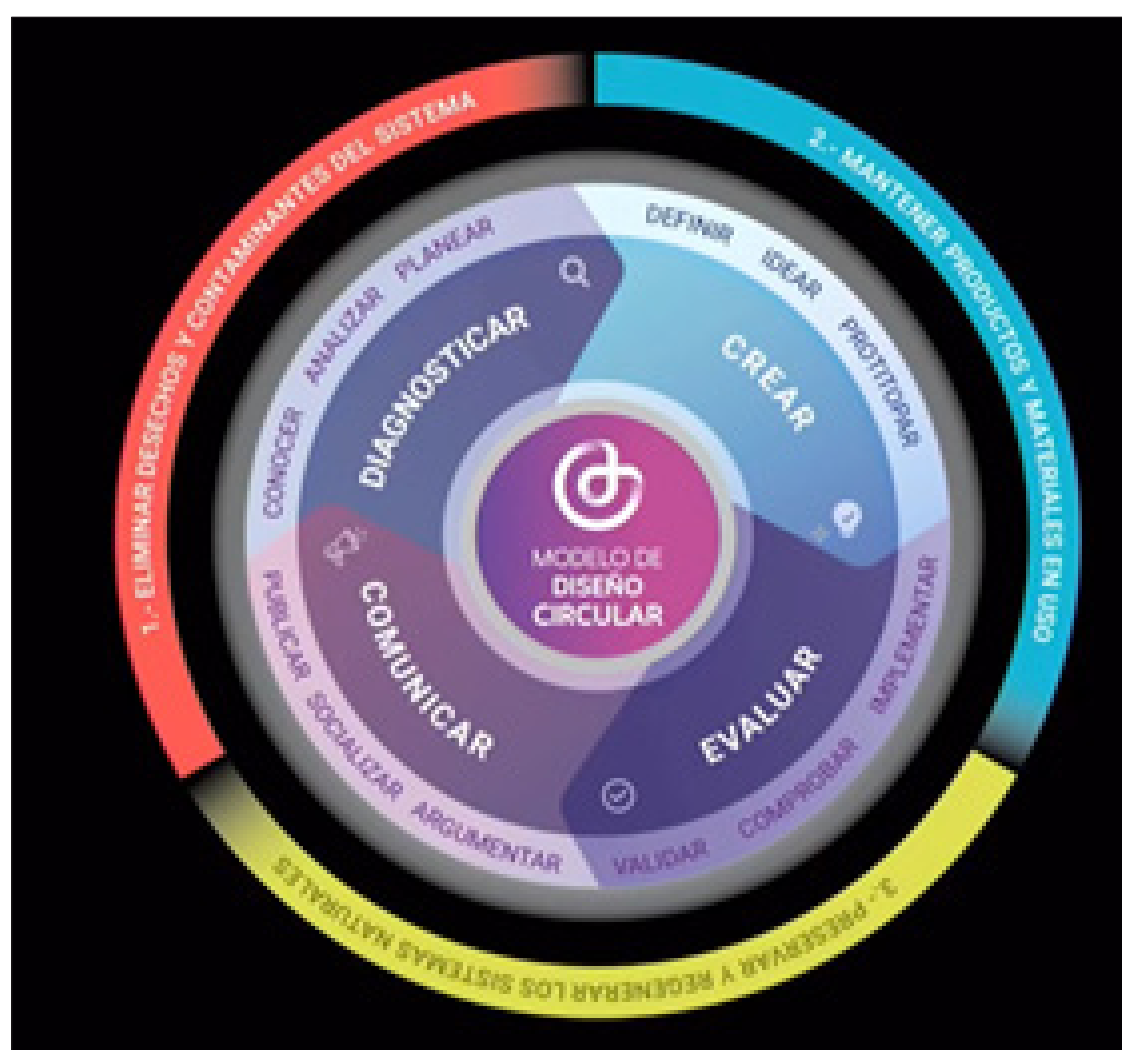 1.- ELIMINAR DESECHOS Y CONTAMINANTES DEL SISTEMA
2.- MANTENER PRODUCTOS Y MATERIALES EN USO
3.- PRESERVAR Y REGENERAR LOS SISTEMAS NATURALES
CONOCER
ANALIZAR
PLANEAR
DIAGNOSTICAR
DEFINIR
IDEAR
PROTITOPAR
CREAR
IMPLEMENTAR
COMPROBAR
VALIDAR
EVALUAR
ARGUMENTAR
SOCIALIZAR
PUBLICAR
COMUNICAR
MODELO DE
DISEÑO
CIRCULAR